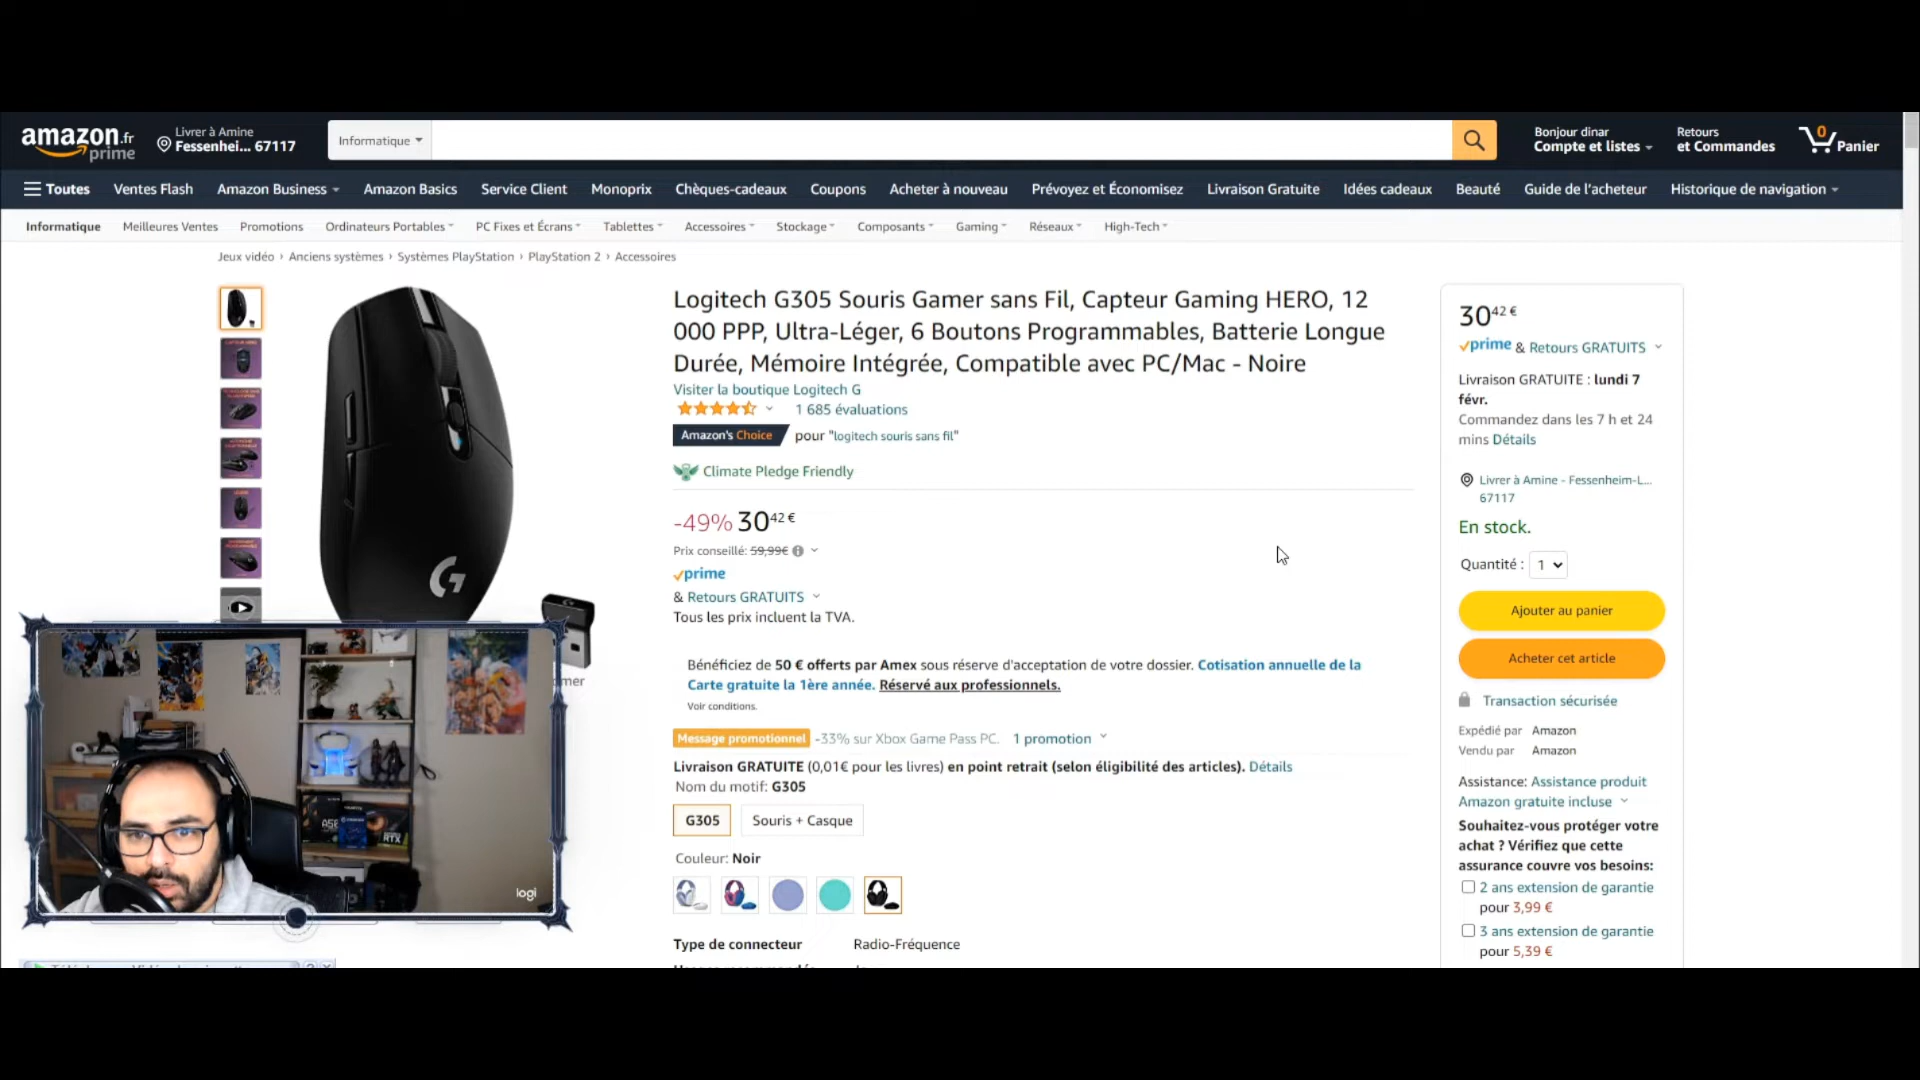 amazon.fr
prime
Livrer à Amine
Fessenhei... 67117
Informatique
Bonjour dinar
Compte et listes
Retours
et Commandes
0
Panier
Toutes
Ventes Flash
Amazon Business
Amazon Basics
Service Client
Monoprix
Chèques-cadeaux
Coupons
Acheter à nouveau
Prévoyez et Économisez
Livraison Gratuite
Idées cadeaux
Beauté
Guide de l'acheteur
Historique de navigation
Informatique
Meilleures Ventes
Promotions
Ordinateurs Portables
PC Fixes et Écrans
Tablettes
Accessoires
Stockage
Composants
Gaming
Réseaux
High-Tech
Jeux vidéo › Anciens systèmes › Systèmes PlayStation › PlayStation 2 › Accessoires
Logitech G305 Souris Gamer sans Fil, Capteur Gaming HERO, 12
000 PPP, Ultra-Léger, 6 Boutons Programmables, Batterie Longue
Durée, Mémoire Intégrée, Compatible avec PC/Mac - Noire
Visiter la boutique Logitech G
1 685 évaluations
Amazon's Choice pour "logitech souris sans fil"
Climate Pledge Friendly
-49% 30,42 €
Prix conseillé: 59,99€
prime
& Retours GRATUITS
Tous les prix incluent la TVA.
Bénéficiez de 50 € offerts par Amex sous réserve d'acceptation de votre dossier. Cotisation annuelle de la
Carte gratuite la 1ère année. Réservé aux professionnels.
Voir conditions.
Message promotionnel -33% sur Xbox Game Pass PC. 1 promotion
Livraison GRATUITE (0,01€ pour les livres) en point retrait (selon éligibilité des articles). Détails
Nom du motif: G305
G305
Souris + Casque
Couleur: Noir
Type de connecteur
Radio-Fréquence
30,42 €
prime & Retours GRATUITS
Livraison GRATUITE : lundi 7
févr.
Commandez dans les 7 h et 24
mins Détails
Livrer à Amine - Fessenheim-L...
67117
En stock.
Quantité : 1
Ajouter au panier
Acheter cet article
Transaction sécurisée
Expédié par Amazon
Vendu par Amazon
Assistance: Assistance produit
Amazon gratuite incluse
Souhaitez-vous protéger votre
achat ? Vérifiez que cette
assurance couvre vos besoins:
2 ans extension de garantie
pour 3,99 €
3 ans extension de garantie
pour 5,39 €
logi